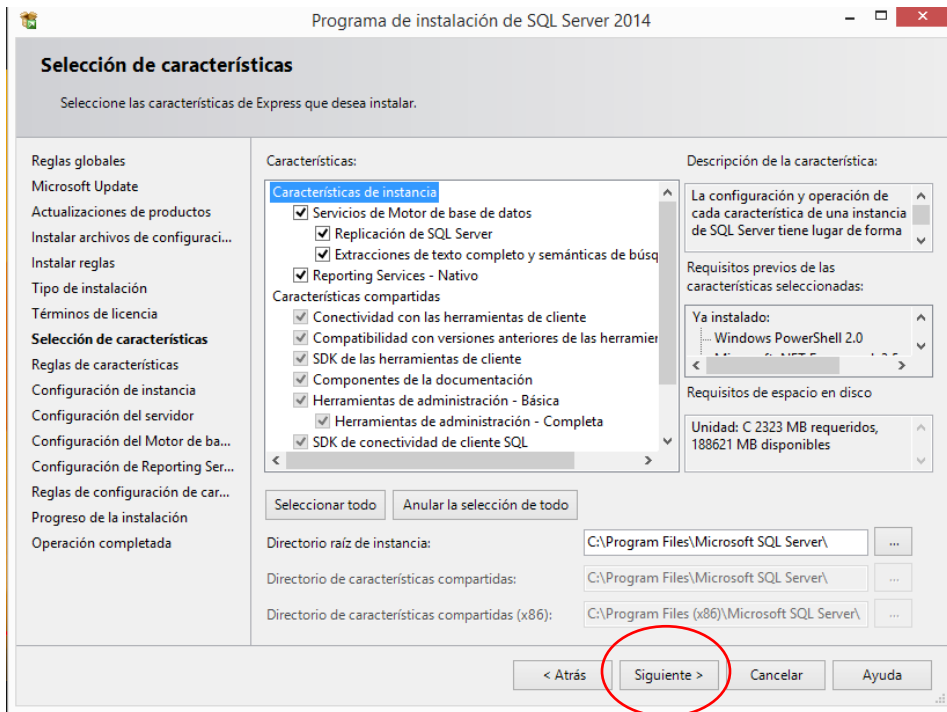 Programa de instalación de SQL Server 2014
Selección de características
Seleccione las características de Express que desea instalar.
Reglas globales
Microsoft Update
Actualizaciones de productos
Instalar archivos de configuraci...
Instalar reglas
Tipo de instalación
Términos de licencia
Selección de características
Reglas de características
Configuración de instancia
Configuración del servidor
Configuración del Motor de ba...
Configuración de Reporting Ser...
Reglas de configuración de car...
Progreso de la instalación
Operación completada
Características:
Características de instancia
Servicios de Motor de base de datos
Replicación de SQL Server
Extracciones de texto completo y semánticas de búsq
Reporting Services - Nativo
Características compartidas
Conectividad con las herramientas de cliente
Compatibilidad con versiones anteriores de las herramier
SDK de las herramientas de cliente
Componentes de la documentación
Herramientas de administración - Básica
Herramientas de administración - Completa
SDK de conectividad de cliente SQL
Seleccionar todo
Anular la selección de todo
Descripción de la característica:
La configuración y operación de
cada característica de una instancia
de SQL Server tiene lugar de forma
Requisitos previos de las
características seleccionadas:
Ya instalado:
Windows PowerShell 2.0
Requisitos de espacio en disco
Unidad: C 2323 MB requeridos,
188621 MB disponibles
Directorio raíz de instancia:
C:\Program Files\Microsoft SQL Server\
...
Directorio de características compartidas:
C:\Program Files\Microsoft SQL Server\
...
Directorio de características compartidas (x86):
C:\Program Files (x86)\Microsoft SQL Server\
...
< Atrás
Siguiente >
Cancelar
Ayuda